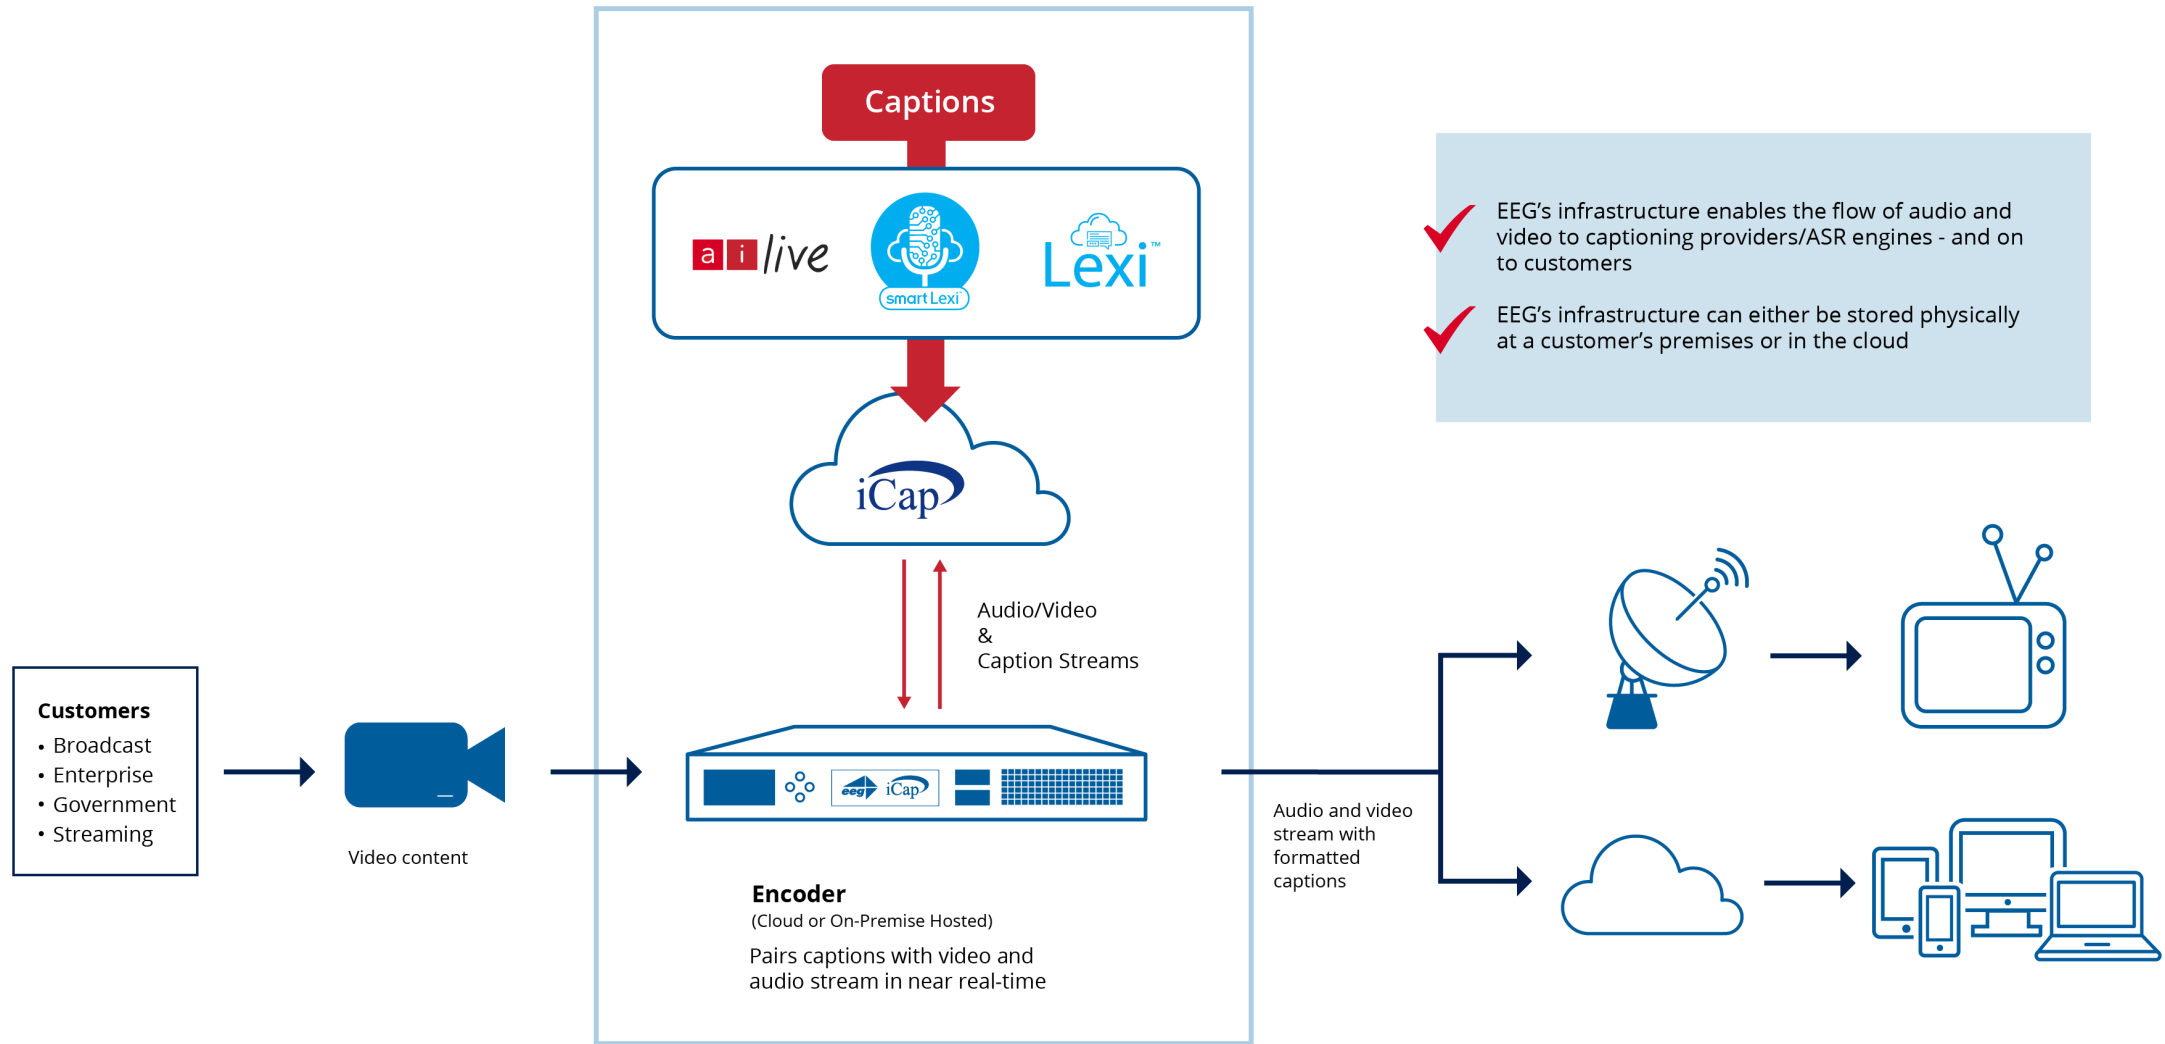 Captions
ai live
smart Lexi™
Lexi™
iCap
Audio/Video
&
Caption Streams
EEG’s infrastructure enables the flow of audio and
video to captioning providers/ASR engines - and on
to customers
EEG’s infrastructure can either be stored physically
at a customer’s premises or in the cloud
Customers
• Broadcast
• Enterprise
• Government
• Streaming
Video content
eeg iCap
Encoder
(Cloud or On-Premise Hosted)
Pairs captions with video and
audio stream in near real-time
Audio and video
stream with
formatted
captions